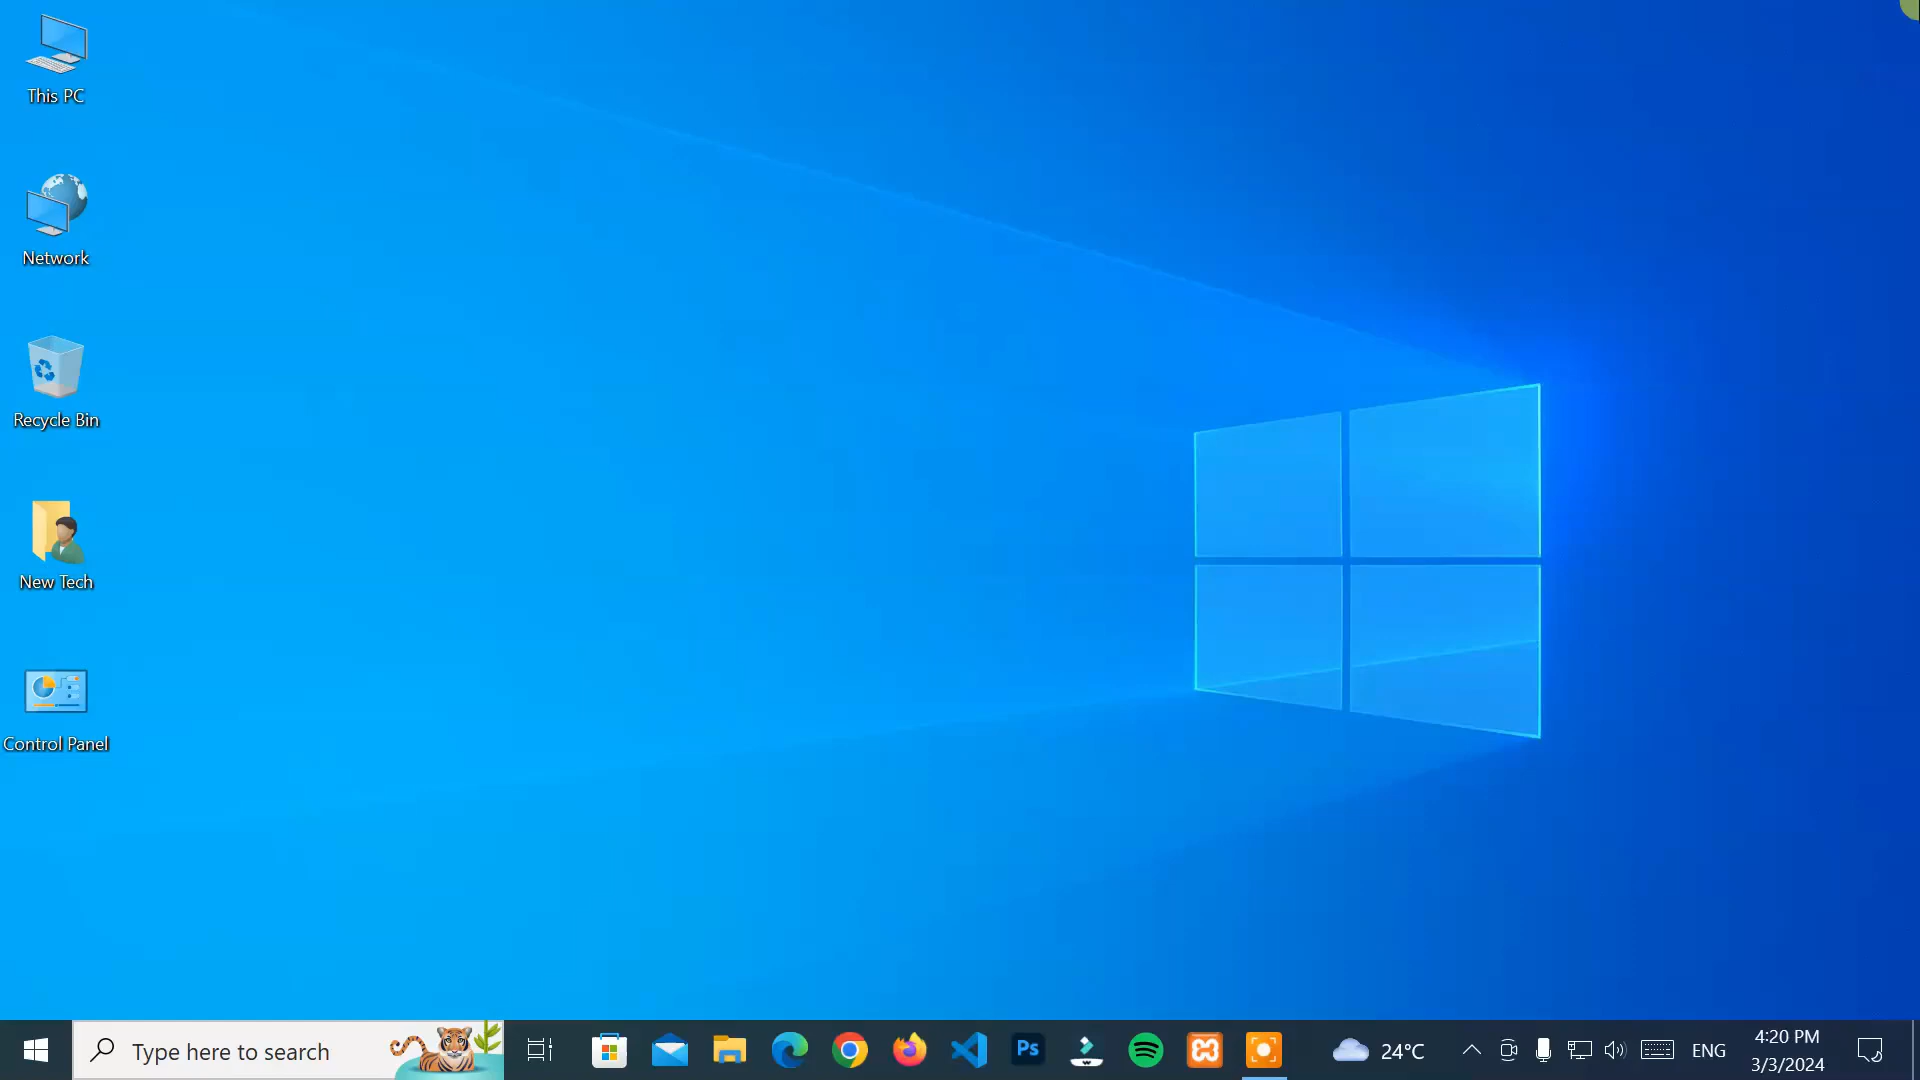 This PC
Network
Recycle Bin
New Tech
Control Panel
Type here to search
Ps
24°C
ENG
4:20 PM
3/3/2024